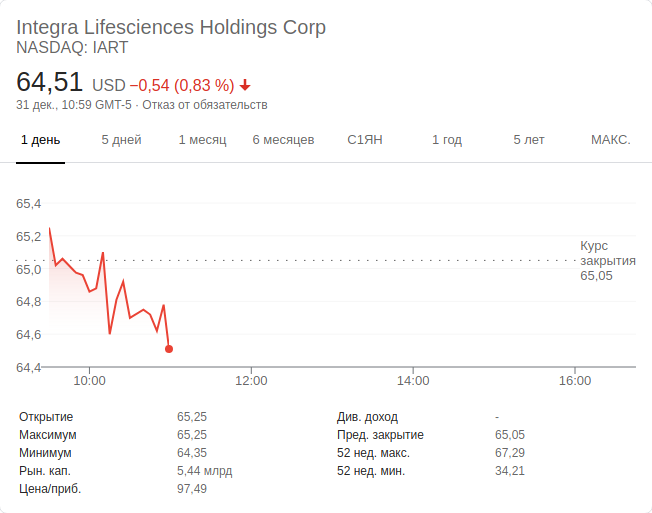 Integra Lifesciences Holdings Corp
NASDAQ: IART
64,51 USD −0,54 (0,83 %)
31 дек., 10:59 GMT-5 · Отказ от обязательств
1 день 5 дней 1 месяц 6 месяцев С1ЯН 1 год 5 лет МАКС.
65,4
65,2
65,0
64,8
64,6
64,4
Курс
закрытия
65,05
10:00 12:00 14:00 16:00
Открытие 65,25 Див. доход -
Максимум 65,25 Пред. закрытие 65,05
Минимум 64,35 52 нед. макс. 67,29
Рын. кап. 5,44 млрд 52 нед. мин. 34,21
Цена/приб. 97,49